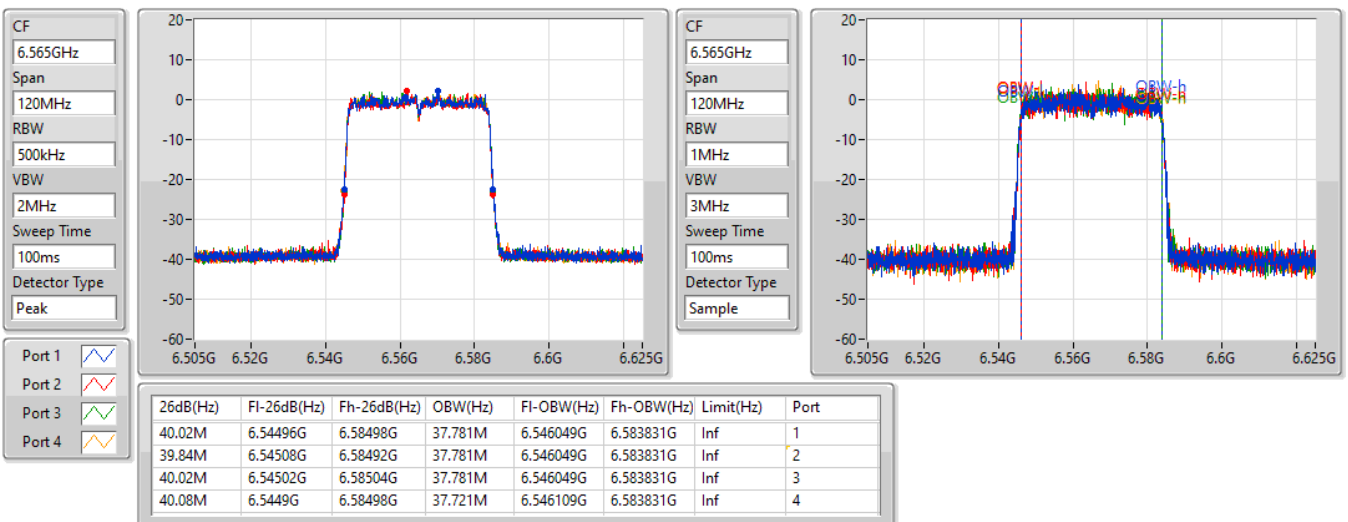 CF
6.565GHz
Span
120MHz
RBW
500kHz
VBW
2MHz
Sweep Time
100ms
Detector Type
Peak
20
10
0
-10
-20
-30
-40
-50
-60
6.505G 6.52G 6.54G 6.56G 6.58G 6.6G 6.625G
CF
6.565GHz
Span
120MHz
RBW
1MHz
VBW
3MHz
Sweep Time
100ms
Detector Type
Sample
20
10
0
-10
-20
-30
-40
-50
-60
OBW-h
6.505G 6.52G 6.54G 6.56G 6.58G 6.6G 6.625G
Port 1
Port 2
Port 3
Port 4
26dB(Hz) Fl-26dB(Hz) Fh-26dB(Hz) OBW(Hz) Fl-OBW(Hz) Fh-OBW(Hz) Limit(Hz) Port
40.02M 6.54496G 6.58498G 37.781M 6.546049G 6.583831G Inf 1
39.84M 6.54508G 6.58492G 37.781M 6.546049G 6.583831G Inf 2
40.02M 6.54502G 6.58504G 37.781M 6.546049G 6.583831G Inf 3
40.08M 6.5449G 6.58498G 37.721M 6.546109G 6.583831G Inf 4